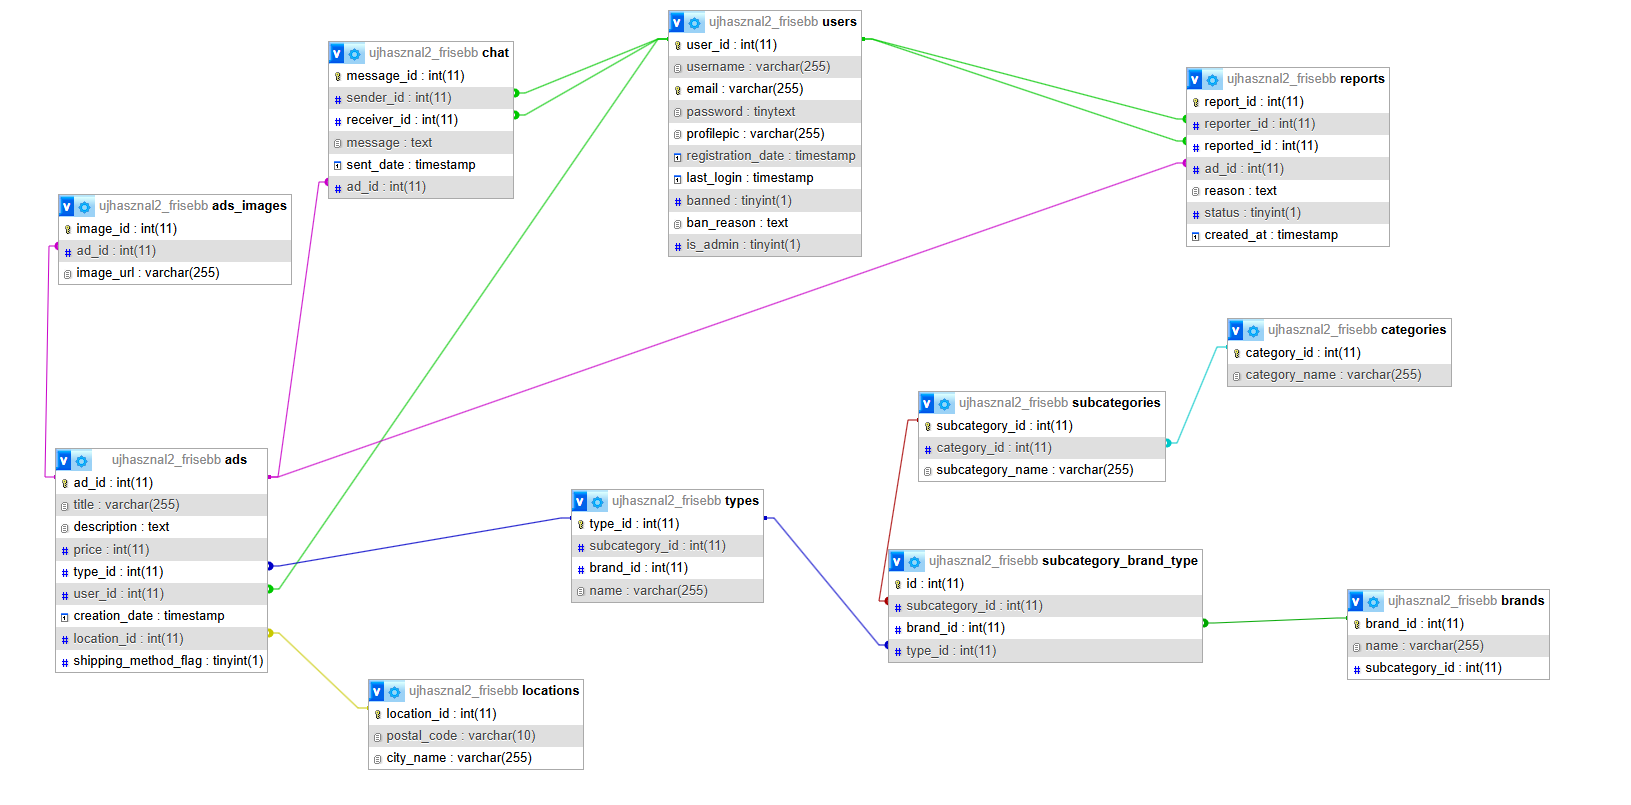 ujhasznal2_frisebb users
user_id : int(11)
username : varchar(255)
email : varchar(255)
password : tinytext
profilepic : varchar(255)
registration_date : timestamp
last_login : timestamp
banned : tinyint(1)
ban_reason : text
is_admin : tinyint(1)
ujhasznal2_frisebb chat
message_id : int(11)
sender_id : int(11)
receiver_id : int(11)
message : text
sent_date : timestamp
ad_id : int(11)
ujhasznal2_frisebb reports
report_id : int(11)
reporter_id : int(11)
reported_id : int(11)
ad_id : int(11)
reason : text
status : tinyint(1)
created_at : timestamp
ujhasznal2_frisebb ads_images
image_id : int(11)
ad_id : int(11)
image_url : varchar(255)
ujhasznal2_frisebb categories
category_id : int(11)
category_name : varchar(255)
ujhasznal2_frisebb subcategories
subcategory_id : int(11)
category_id : int(11)
subcategory_name : varchar(255)
ujhasznal2_frisebb ads
ad_id : int(11)
title : varchar(255)
description : text
price : int(11)
type_id : int(11)
user_id : int(11)
creation_date : timestamp
location_id : int(11)
shipping_method_flag : tinyint(1)
ujhasznal2_frisebb types
type_id : int(11)
subcategory_id : int(11)
brand_id : int(11)
name : varchar(255)
ujhasznal2_frisebb subcategory_brand_type
id : int(11)
subcategory_id : int(11)
brand_id : int(11)
type_id : int(11)
ujhasznal2_frisebb brands
brand_id : int(11)
name : varchar(255)
subcategory_id : int(11)
ujhasznal2_frisebb locations
location_id : int(11)
postal_code : varchar(10)
city_name : varchar(255)